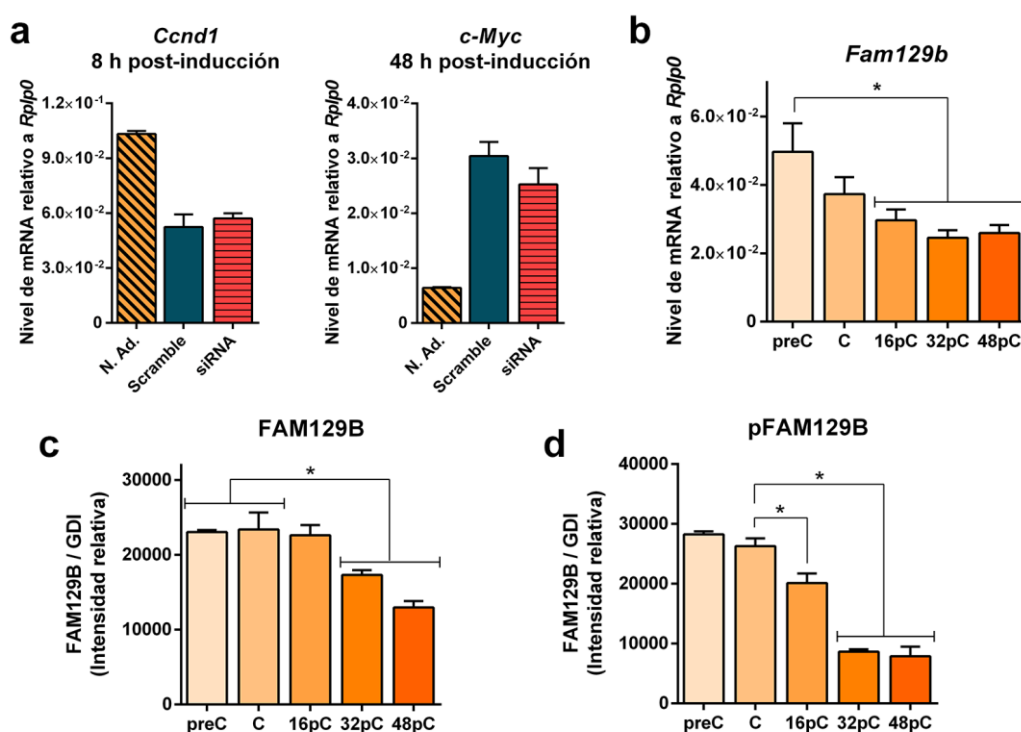 a
Ccnd1
8 h post-inducción
Nivel de mRNA relativo a Rplp0
1.2×10⁻¹
9.0×10⁻²
6.0×10⁻²
3.0×10⁻²
0
N. Ad.
Scramble
siRNA
c-Myc
48 h post-inducción
Nivel de mRNA relativo a Rplp0
4.0×10⁻²
3.0×10⁻²
2.0×10⁻²
1.0×10⁻²
0
N. Ad.
Scramble
siRNA
b
Fam129b
Nivel de mRNA relativo a Rplp0
6.0×10⁻²
4.0×10⁻²
2.0×10⁻²
0
*
preC C 16pC 32pC 48pC
c
FAM129B
FAM129B / GDI
(Intensidad relativa)
30000
20000
10000
0
*
preC C 16pC 32pC 48pC
d
pFAM129B
FAM129B / GDI
(Intensidad relativa)
40000
30000
20000
10000
0
*
*
preC C 16pC 32pC 48pC